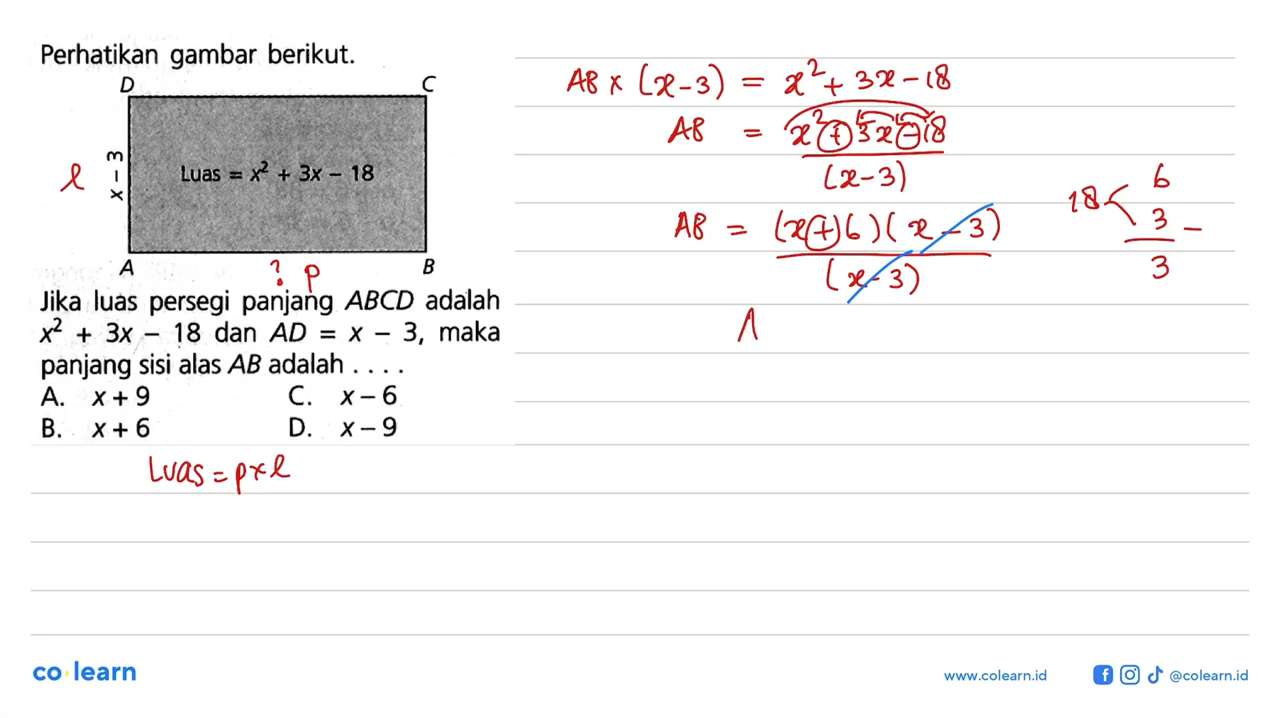 Perhatikan gambar berikut.
D C
l x – 3 Luas = x² + 3x – 18
A ? p B
Jika luas persegi panjang ABCD adalah
x² + 3x – 18 dan AD = x – 3, maka
panjang sisi alas AB adalah . . . .
A. x + 9 C. x – 6
B. x + 6 D. x – 9
Luas = p x l
AB x (x – 3) = x² + 3x – 18
AB = x² + 3x – 18
(x – 3)
AB = (x + 6)(x – 3)
(x – 3)
A
18 < 6
3 –
3
co learn
www.colearn.id
@colearn.id